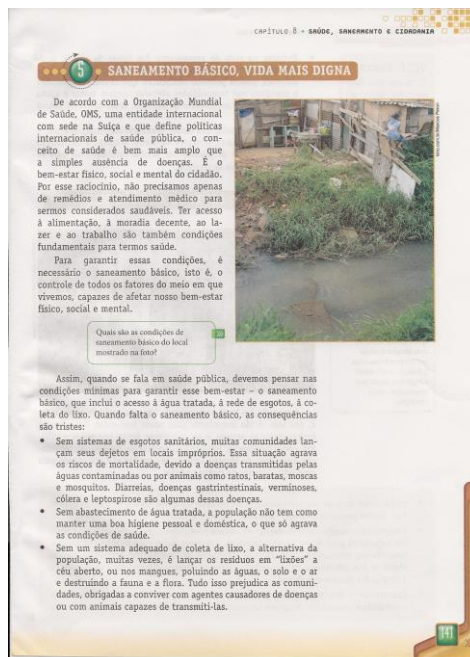 CAPÍTULO 8 • SAÚDE, SANEAMENTO E CIDADANIA
5 SANEAMENTO BÁSICO, VIDA MAIS DIGNA
De acordo com a Organização Mundial
de Saúde, OMS, uma entidade internacional
com sede na Suíça e que define políticas
internacionais de saúde pública, o con-
ceito de saúde é bem mais amplo que
a simples ausência de doenças. É o
bem-estar físico, social e mental do cidadão.
Por esse raciocínio, não precisamos apenas
de remédios e atendimento médico para
sermos considerados saudáveis. Ter acesso
à alimentação, à moradia decente, ao la-
zer e ao trabalho são também condições
fundamentais para termos saúde.
Para garantir essas condições, é
necessário o saneamento básico, isto é, o
controle de todos os fatores do meio em que
vivemos, capazes de afetar nosso bem-estar
físico, social e mental.
Quais são as condições de
saneamento básico do local
mostrado na foto?
Assim, quando se fala em saúde pública, devemos pensar nas
condições mínimas para garantir esse bem-estar – o saneamento
básico, que inclui o acesso à água tratada, à rede de esgotos, à co-
leta do lixo. Quando falta o saneamento básico, as consequências
são tristes:
• Sem sistemas de esgotos sanitários, muitas comunidades lan-
çam seus dejetos em locais impróprios. Essa situação agrava
os riscos de mortalidade, devido a doenças transmitidas pelas
águas contaminadas ou por animais como ratos, baratas, moscas
e mosquitos. Diarreias, doenças gastrintestinais, verminoses,
cólera e leptospirose são algumas dessas doenças.
• Sem abastecimento de água tratada, a população não tem como
manter uma boa higiene pessoal e doméstica, o que só agrava
as condições de saúde.
• Sem um sistema adequado de coleta de lixo, a alternativa da
população, muitas vezes, é lançar os resíduos em "lixões" a
céu aberto, ou nos mangues, poluindo as águas, o solo e o ar
e destruindo a fauna e a flora. Tudo isso prejudica as comuni-
dades, obrigadas a conviver com agentes causadores de doenças
ou com animais capazes de transmiti-las.
141